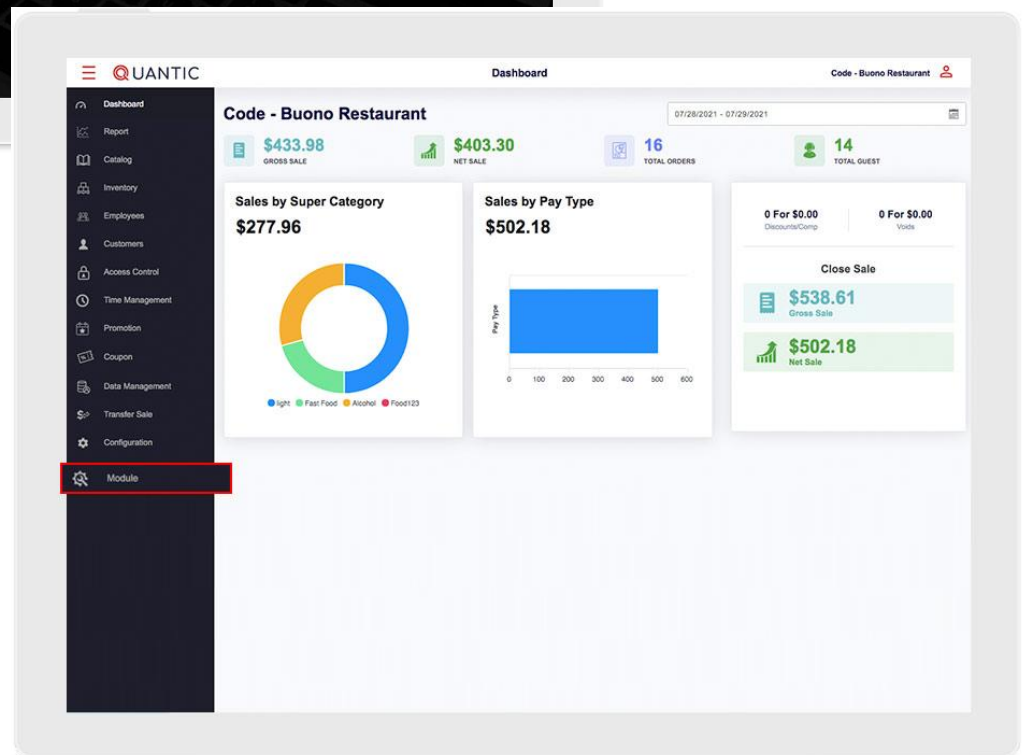 QUANTIC
Dashboard
Code - Buono Restaurant
Dashboard
Report
Catalog
Inventory
Employees
Customers
Access Control
Time Management
Promotion
Coupon
Data Management
Transfer Sale
Configuration
Module
Code - Buono Restaurant
07/28/2021 - 07/29/2021
$433.98
GROSS SALE
$403.30
NET SALE
16
TOTAL ORDERS
14
TOTAL GUEST
Sales by Super Category
$277.96
light Fast Food Alcohol Food123
Sales by Pay Type
$502.18
Pay Type
0 100 200 300 400 500 600
0 For $0.00
Discounts/Comp
0 For $0.00
Voids
Close Sale
$538.61
Gross Sale
$502.18
Net Sale